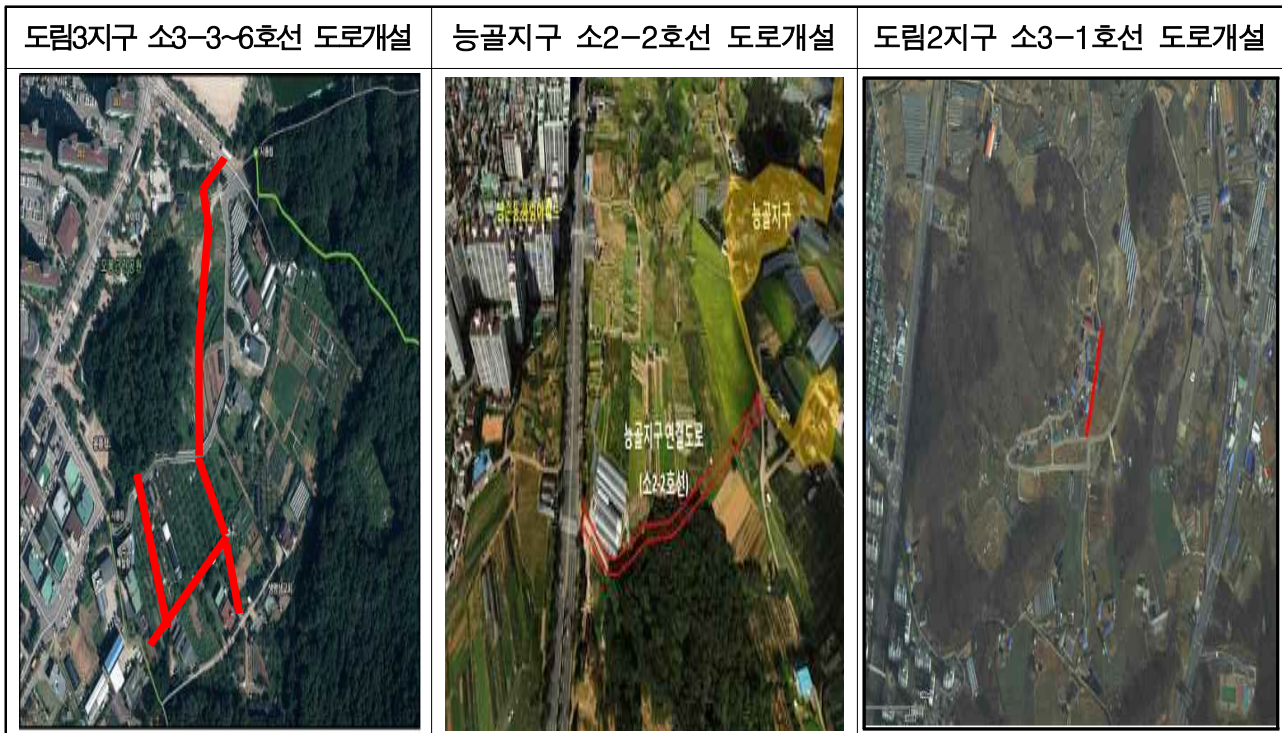 도림3지구 소3-3~6호선 도로개설
능골지구 소2-2호선 도로개설
도림2지구 소3-1호선 도로개설
능골지구
능골지구 연결도로
(소2-2호선)